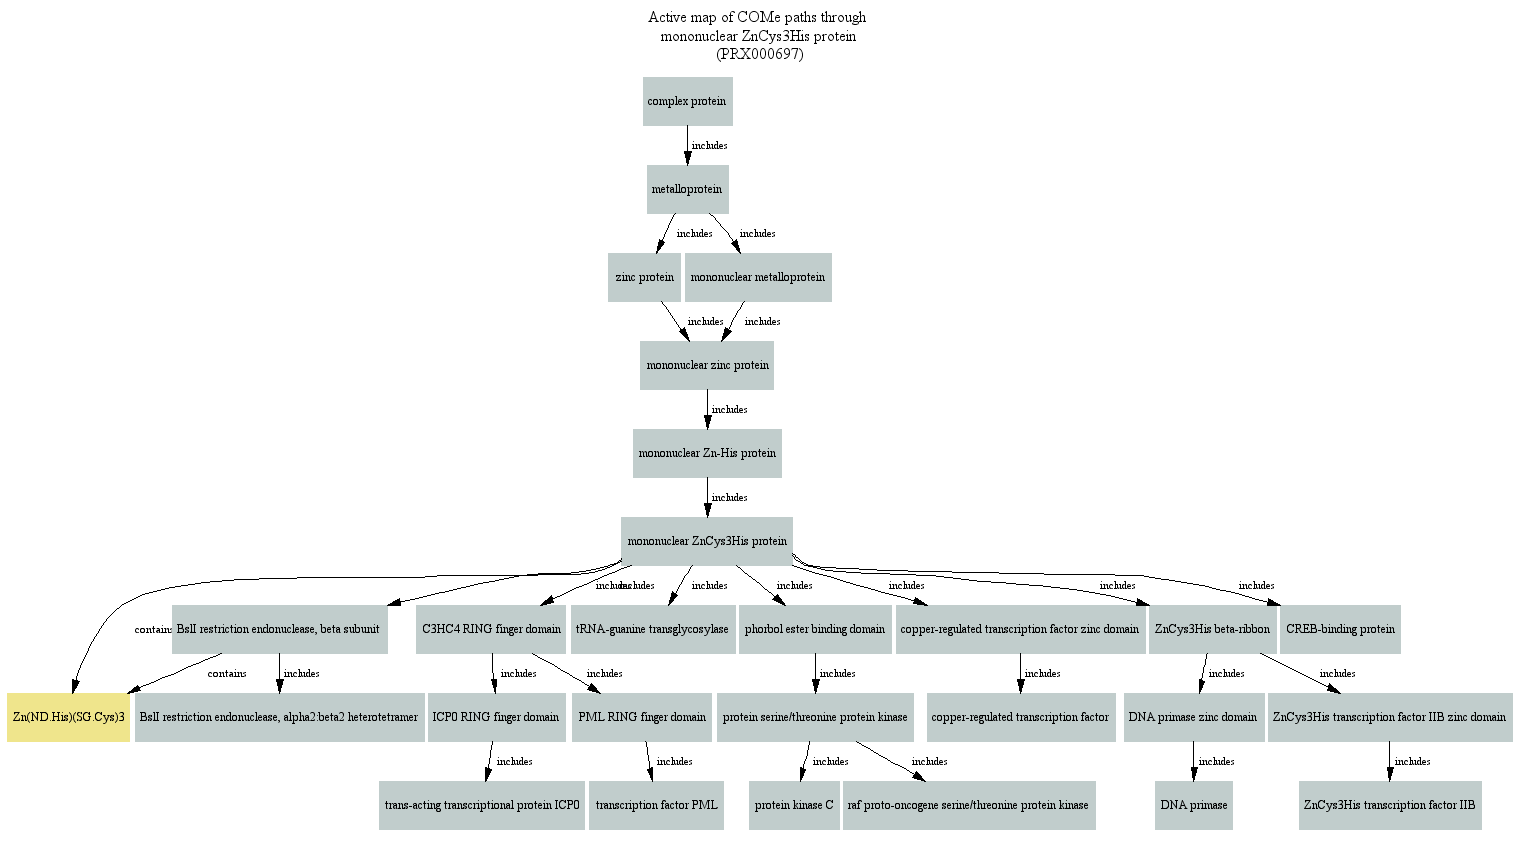 Active map of COMe paths through
mononuclear ZnCys3His protein
(PRX000697)
complex protein
includes
metalloprotein
includes
includes
zinc protein
mononuclear metalloprotein
includes
includes
mononuclear zinc protein
includes
mononuclear Zn-His protein
includes
mononuclear ZnCys3His protein
includes
includes
includes
includes
includes
includes
includes
contains
BslI restriction endonuclease, beta subunit
C3HC4 RING finger domain
tRNA-guanine transglycosylase
phorbol ester binding domain
copper-regulated transcription factor zinc domain
ZnCys3His beta-ribbon
CREB-binding protein
contains
includes
includes
includes
includes
includes
includes
includes
Zn(ND.His)(SG.Cys)3
BslI restriction endonuclease, alpha2:beta2 heterotetramer
ICP0 RING finger domain
PML RING finger domain
protein serine/threonine protein kinase
copper-regulated transcription factor
DNA primase zinc domain
ZnCys3His transcription factor IIB zinc domain
includes
includes
includes
includes
includes
includes
trans-acting transcriptional protein ICP0
transcription factor PML
protein kinase C
raf proto-oncogene serine/threonine protein kinase
DNA primase
ZnCys3His transcription factor IIB